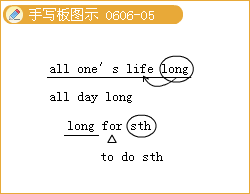 手写板图示 0606-05
all one's life long
all day long
long for sth
to do sth